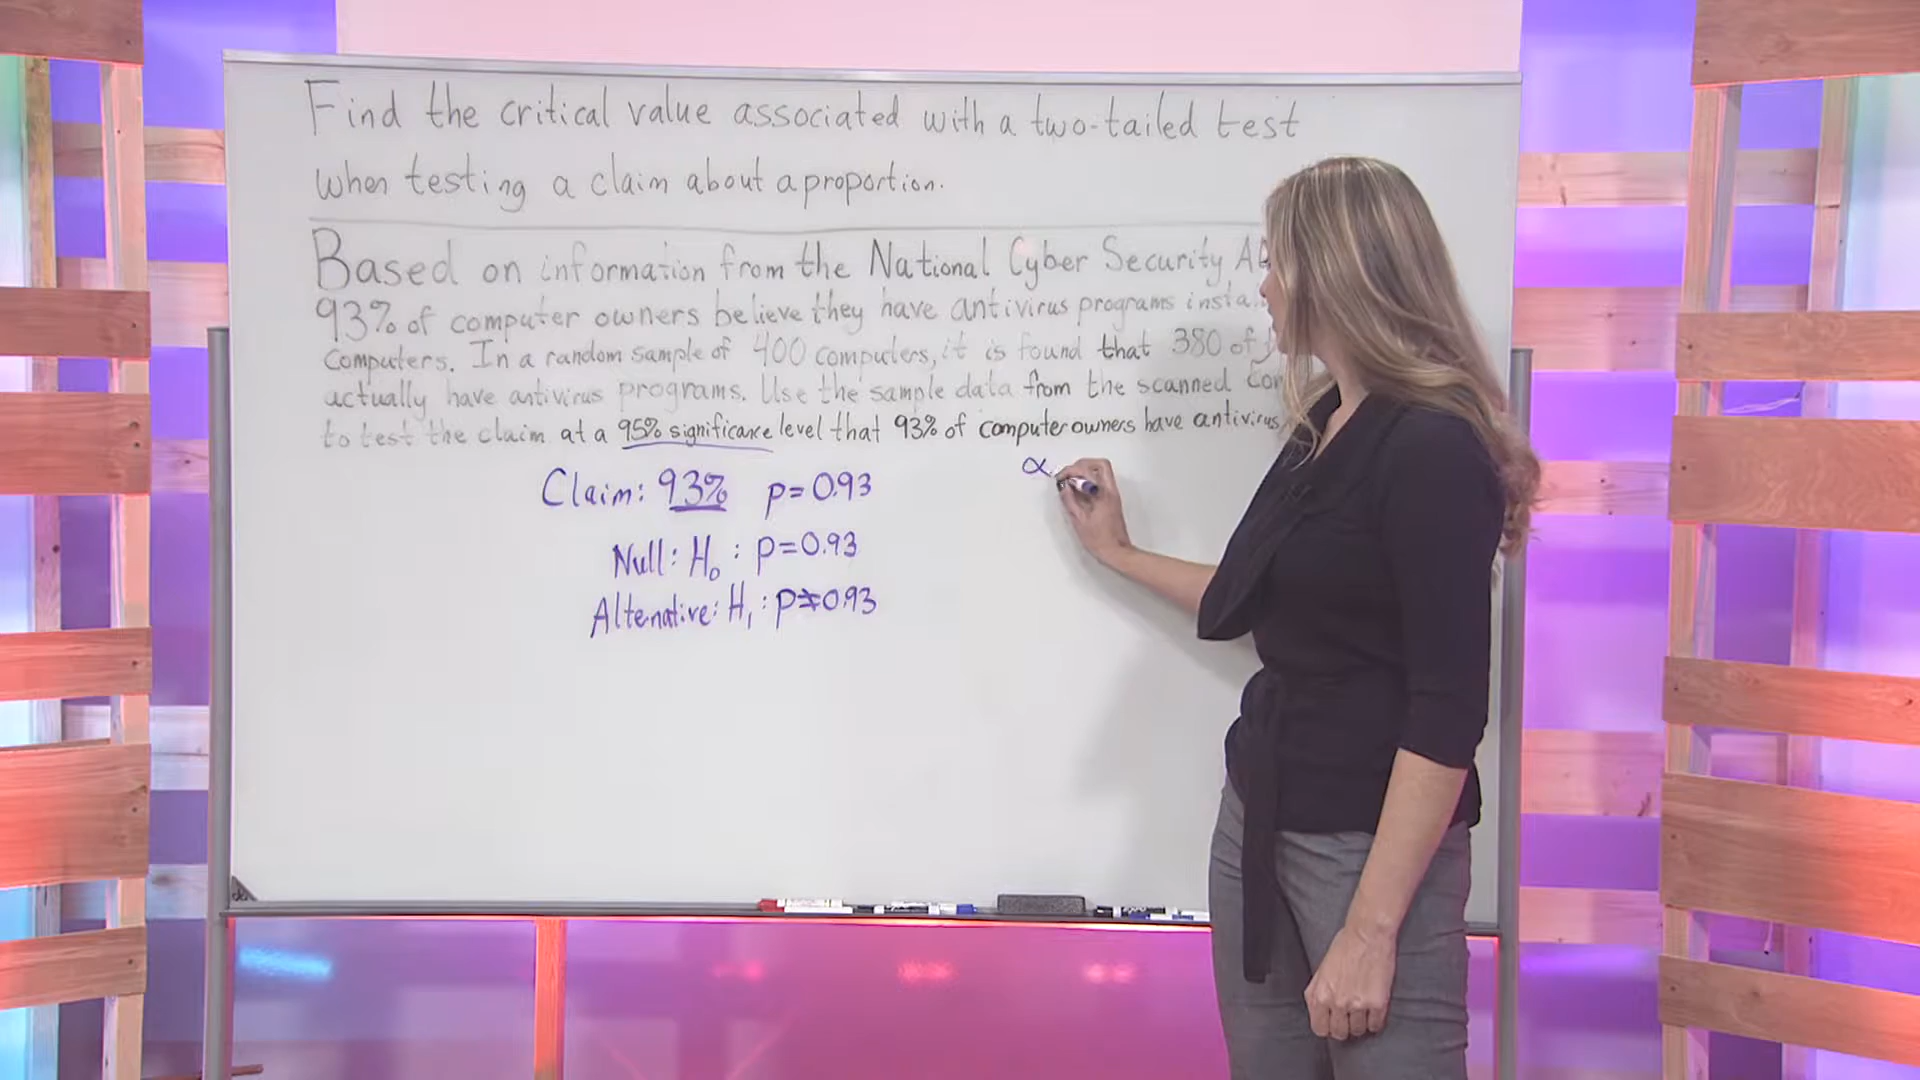 Find the critical value associated with a two-tailed test
when testing a claim about a proportion.
Based on information from the National Cyber Security
93% of computer owners believe they have antivirus programs
computers. In a random sample of 400 computers, it is found that 380 of
actually have antivirus programs. Use the sample data from the scanned
to test the claim at a 95% significance level that 93% of computer owners have antivirus
α
Claim: 93% p=0.93
Null: H₀: p=0.93
Alternative: H₁: p≠0.93